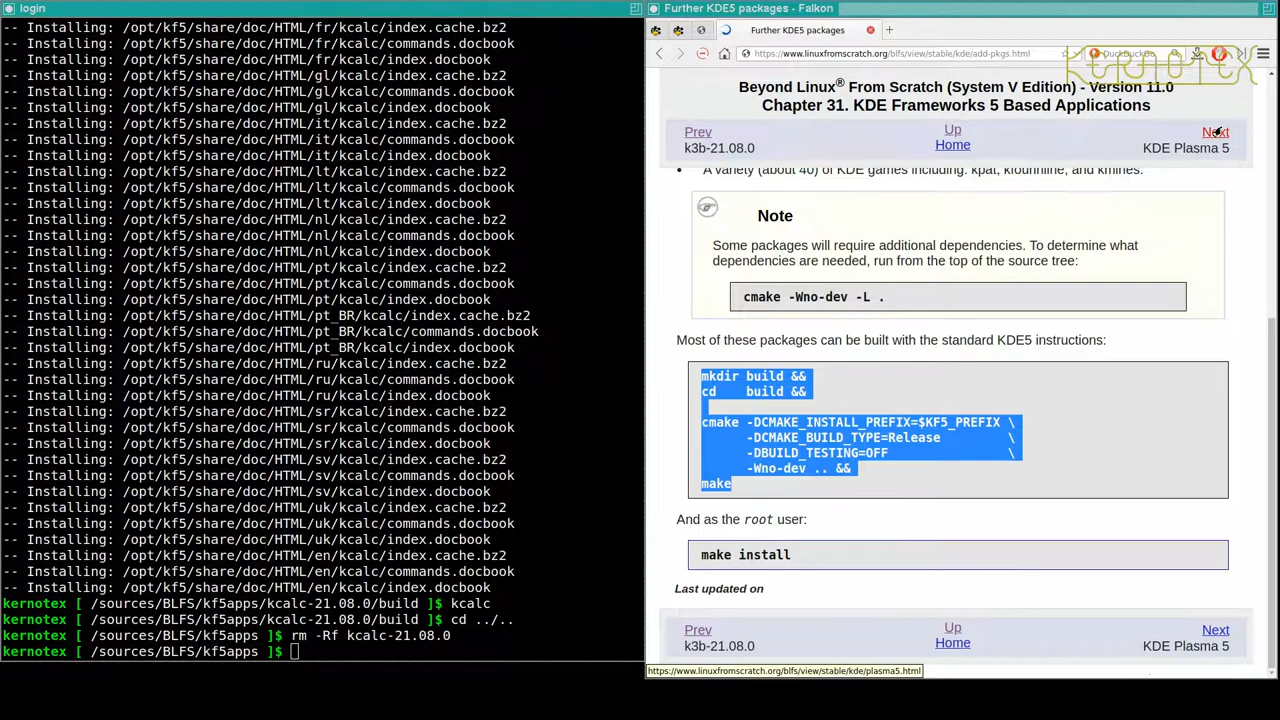 login
-- Installing: /opt/kf5/share/doc/HTML/fr/kcalc/index.cache.bz2
-- Installing: /opt/kf5/share/doc/HTML/fr/kcalc/commands.docbook
-- Installing: /opt/kf5/share/doc/HTML/fr/kcalc/index.docbook
-- Installing: /opt/kf5/share/doc/HTML/gl/kcalc/index.cache.bz2
-- Installing: /opt/kf5/share/doc/HTML/gl/kcalc/commands.docbook
-- Installing: /opt/kf5/share/doc/HTML/gl/kcalc/index.docbook
-- Installing: /opt/kf5/share/doc/HTML/it/kcalc/index.cache.bz2
-- Installing: /opt/kf5/share/doc/HTML/it/kcalc/commands.docbook
-- Installing: /opt/kf5/share/doc/HTML/it/kcalc/index.docbook
-- Installing: /opt/kf5/share/doc/HTML/lt/kcalc/index.cache.bz2
-- Installing: /opt/kf5/share/doc/HTML/lt/kcalc/commands.docbook
-- Installing: /opt/kf5/share/doc/HTML/lt/kcalc/index.docbook
-- Installing: /opt/kf5/share/doc/HTML/nl/kcalc/index.cache.bz2
-- Installing: /opt/kf5/share/doc/HTML/nl/kcalc/commands.docbook
-- Installing: /opt/kf5/share/doc/HTML/nl/kcalc/index.docbook
-- Installing: /opt/kf5/share/doc/HTML/pt/kcalc/index.cache.bz2
-- Installing: /opt/kf5/share/doc/HTML/pt/kcalc/commands.docbook
-- Installing: /opt/kf5/share/doc/HTML/pt/kcalc/index.docbook
-- Installing: /opt/kf5/share/doc/HTML/pt_BR/kcalc/index.cache.bz2
-- Installing: /opt/kf5/share/doc/HTML/pt_BR/kcalc/commands.docbook
-- Installing: /opt/kf5/share/doc/HTML/pt_BR/kcalc/index.docbook
-- Installing: /opt/kf5/share/doc/HTML/ru/kcalc/index.cache.bz2
-- Installing: /opt/kf5/share/doc/HTML/ru/kcalc/commands.docbook
-- Installing: /opt/kf5/share/doc/HTML/ru/kcalc/index.docbook
-- Installing: /opt/kf5/share/doc/HTML/sr/kcalc/index.cache.bz2
-- Installing: /opt/kf5/share/doc/HTML/sr/kcalc/commands.docbook
-- Installing: /opt/kf5/share/doc/HTML/sr/kcalc/index.docbook
-- Installing: /opt/kf5/share/doc/HTML/sv/kcalc/index.cache.bz2
-- Installing: /opt/kf5/share/doc/HTML/sv/kcalc/commands.docbook
-- Installing: /opt/kf5/share/doc/HTML/sv/kcalc/index.docbook
-- Installing: /opt/kf5/share/doc/HTML/uk/kcalc/index.cache.bz2
-- Installing: /opt/kf5/share/doc/HTML/uk/kcalc/commands.docbook
-- Installing: /opt/kf5/share/doc/HTML/uk/kcalc/index.docbook
-- Installing: /opt/kf5/share/doc/HTML/en/kcalc/index.cache.bz2
-- Installing: /opt/kf5/share/doc/HTML/en/kcalc/commands.docbook
-- Installing: /opt/kf5/share/doc/HTML/en/kcalc/index.docbook
kernotex [ /sources/BLFS/kf5apps/kcalc-21.08.0/build ]$ kcalc
kernotex [ /sources/BLFS/kf5apps/kcalc-21.08.0/build ]$ cd ../..
kernotex [ /sources/BLFS/kf5apps ]$ rm -Rf kcalc-21.08.0
kernotex [ /sources/BLFS/kf5apps ]$
Further KDE5 packages - Falkon
Further KDE5 packages
https://www.linuxfromscratch.org/blfs/view/stable/kde/add-pkgs.html
DuckDuckGo
KERNOTEX
Beyond Linux® From Scratch (System V Edition) - Version 11.0
Chapter 31. KDE Frameworks 5 Based Applications
Prev Up Next
k3b-21.08.0 Home KDE Plasma 5
• A variety (about 40) of KDE games including: kpat, kfourinline, and kmines.
Note
Some packages will require additional dependencies. To determine what
dependencies are needed, run from the top of the source tree:
cmake -Wno-dev -L .
Most of these packages can be built with the standard KDE5 instructions:
mkdir build &&
cd    build &&
cmake -DCMAKE_INSTALL_PREFIX=$KF5_PREFIX \
      -DCMAKE_BUILD_TYPE=Release         \
      -DBUILD_TESTING=OFF                \
      -Wno-dev .. &&
make
And as the root user:
make install
Last updated on
Prev Up Next
k3b-21.08.0 Home KDE Plasma 5
https://www.linuxfromscratch.org/blfs/view/stable/kde/plasma5.html